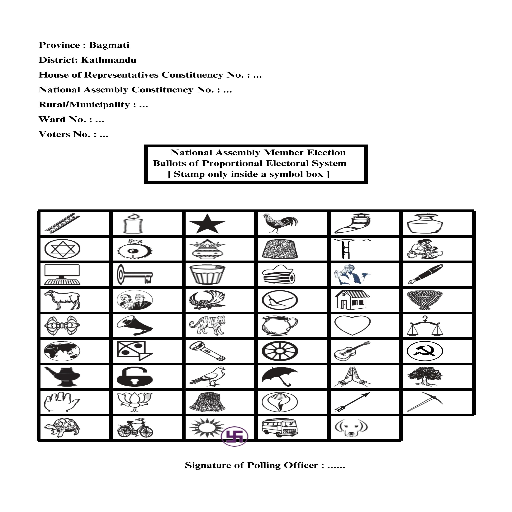 Province : Bagmati
District: Kathmandu
House of Representatives Constituency No. : ...
National Assembly Constituency No. : ...
Rural/Municipality : ...
Ward No. : ...
Voters No. : ...
National Assembly Member Election
Ballots of Proportional Electoral System
[ Stamp only inside a symbol box ]
Signature of Polling Officer : ......